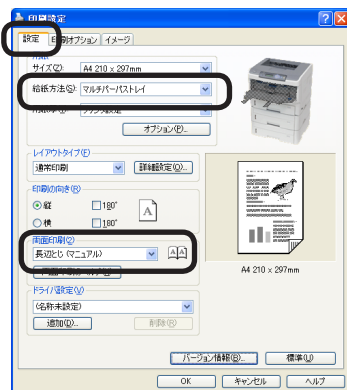 印刷設定
設定 印刷オプション イメージ
用紙
サイズ(Z): A4 210 x 297mm
給紙方法(S): マルチパーパストレイ
オプション(P)...
レイアウトタイプ(F)
通常印刷 詳細設定(O)...
印刷の向き(R)
縦 180°
A
横 180°
両面印刷(2)
長辺とじ (マニュアル)
A4 210 x 297mm
ドライバ設定(V)
(名称未設定)
追加(D)... 削除(R)
バージョン情報(B)... 標準(U)
OK キャンセル ヘルプ